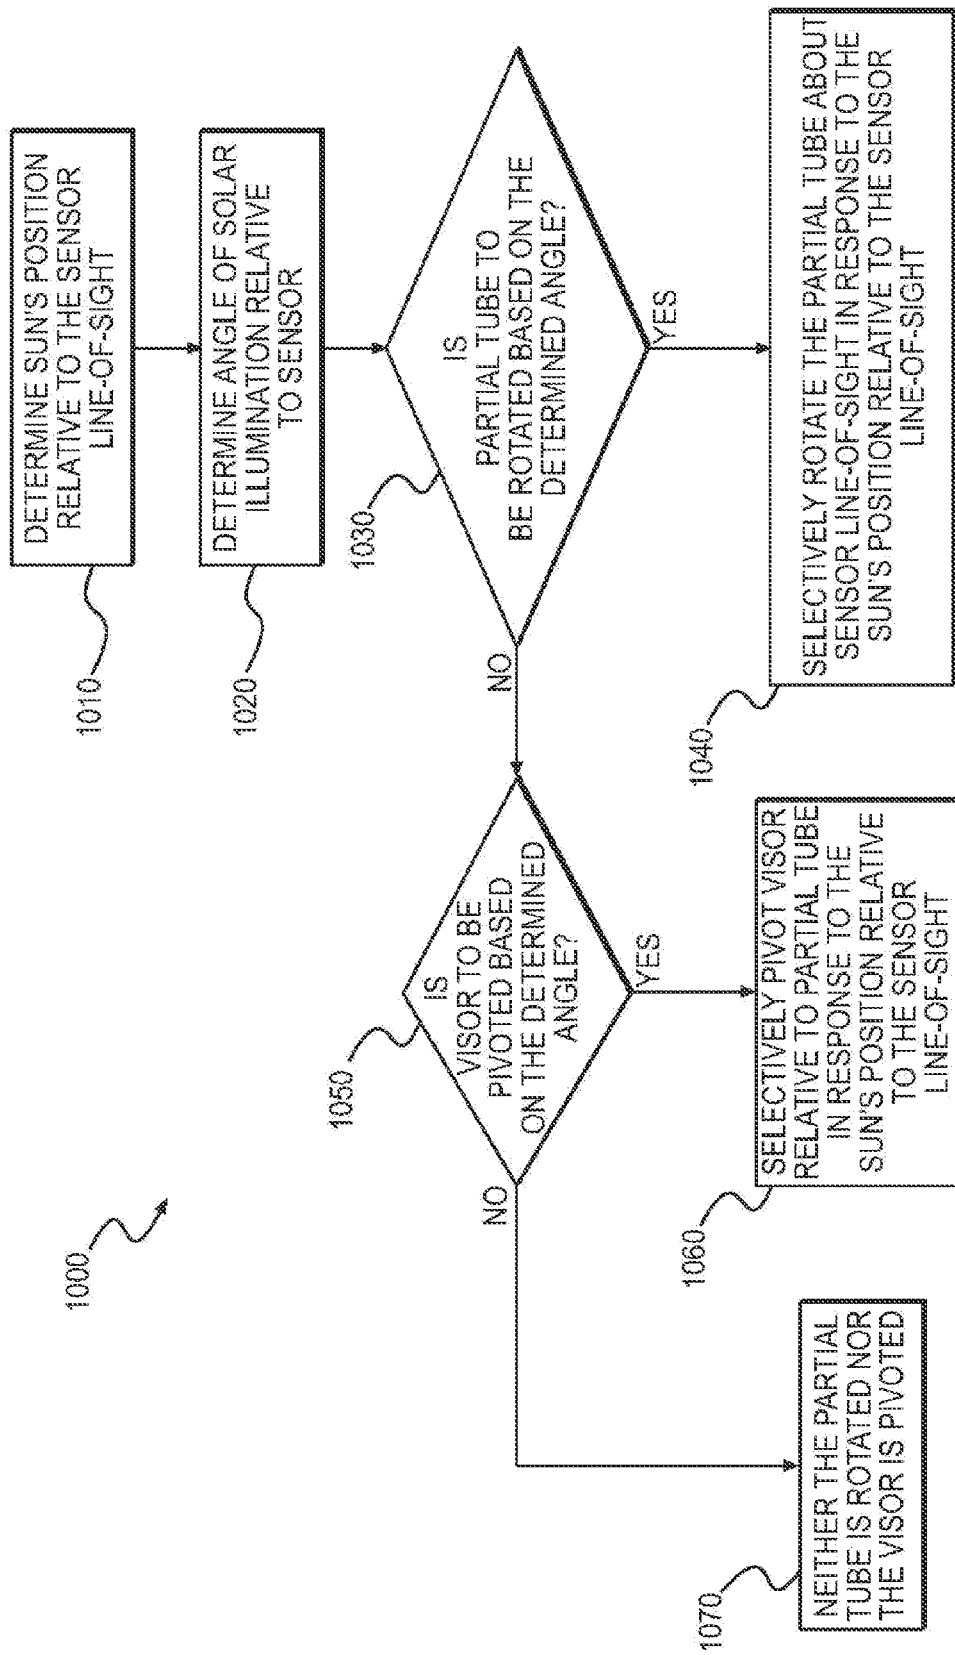 1000
1010
DETERMINE SUN'S POSITION
RELATIVE TO THE SENSOR
LINE-OF-SIGHT
1020
DETERMINE ANGLE OF SOLAR
ILLUMINATION RELATIVE
TO SENSOR
1030
IS
PARTIAL TUBE TO
BE ROTATED BASED ON THE
DETERMINED ANGLE?
NO
YES
1040
SELECTIVELY ROTATE THE PARTIAL TUBE ABOUT
SENSOR LINE-OF-SIGHT IN RESPONSE TO THE
SUN'S POSITION RELATIVE TO THE SENSOR
LINE-OF-SIGHT
1050
IS
VISOR TO BE
PIVOTED BASED
ON THE DETERMINED
ANGLE?
NO
YES
1060
SELECTIVELY PIVOT VISOR
RELATIVE TO PARTIAL TUBE
IN RESPONSE TO THE
SUN'S POSITION RELATIVE
TO THE SENSOR
LINE-OF-SIGHT
1070
NEITHER THE PARTIAL
TUBE IS ROTATED NOR
THE VISOR IS PIVOTED